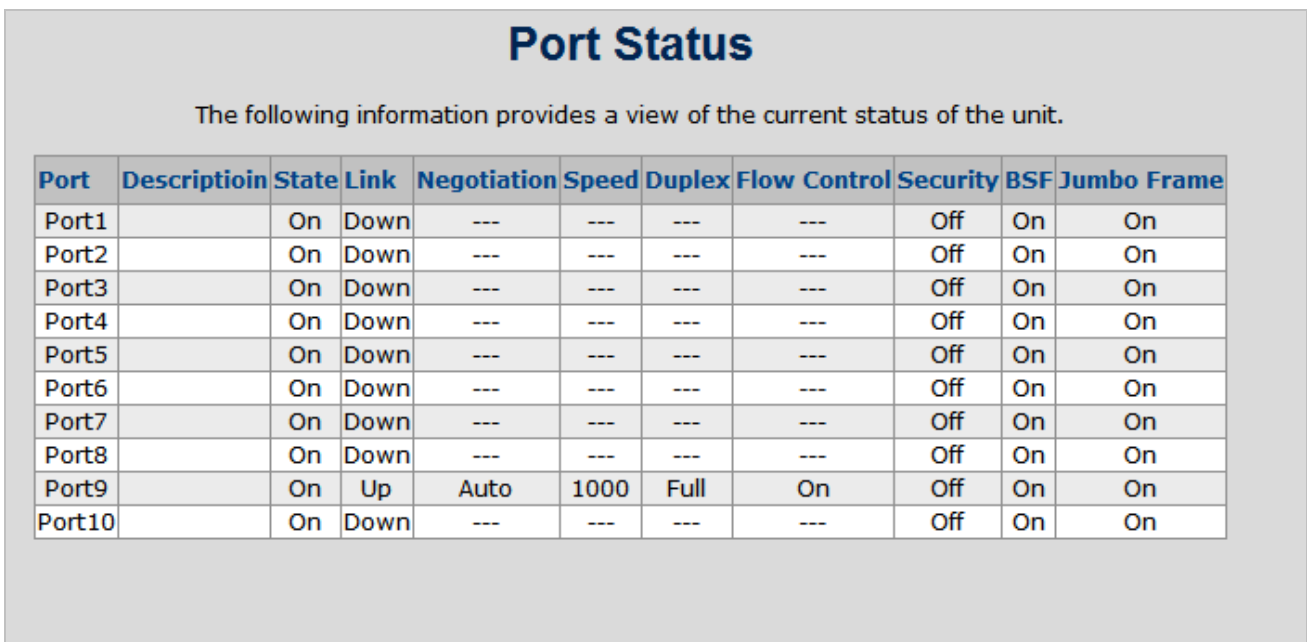 Port Status
The following information provides a view of the current status of the unit.
Port Descriptioin State Link Negotiation Speed Duplex Flow Control Security BSF Jumbo Frame
Port1 On Down --- --- --- --- Off On On
Port2 On Down --- --- --- --- Off On On
Port3 On Down --- --- --- --- Off On On
Port4 On Down --- --- --- --- Off On On
Port5 On Down --- --- --- --- Off On On
Port6 On Down --- --- --- --- Off On On
Port7 On Down --- --- --- --- Off On On
Port8 On Down --- --- --- --- Off On On
Port9 On Up Auto 1000 Full On Off On On
Port10 On Down --- --- --- --- Off On On